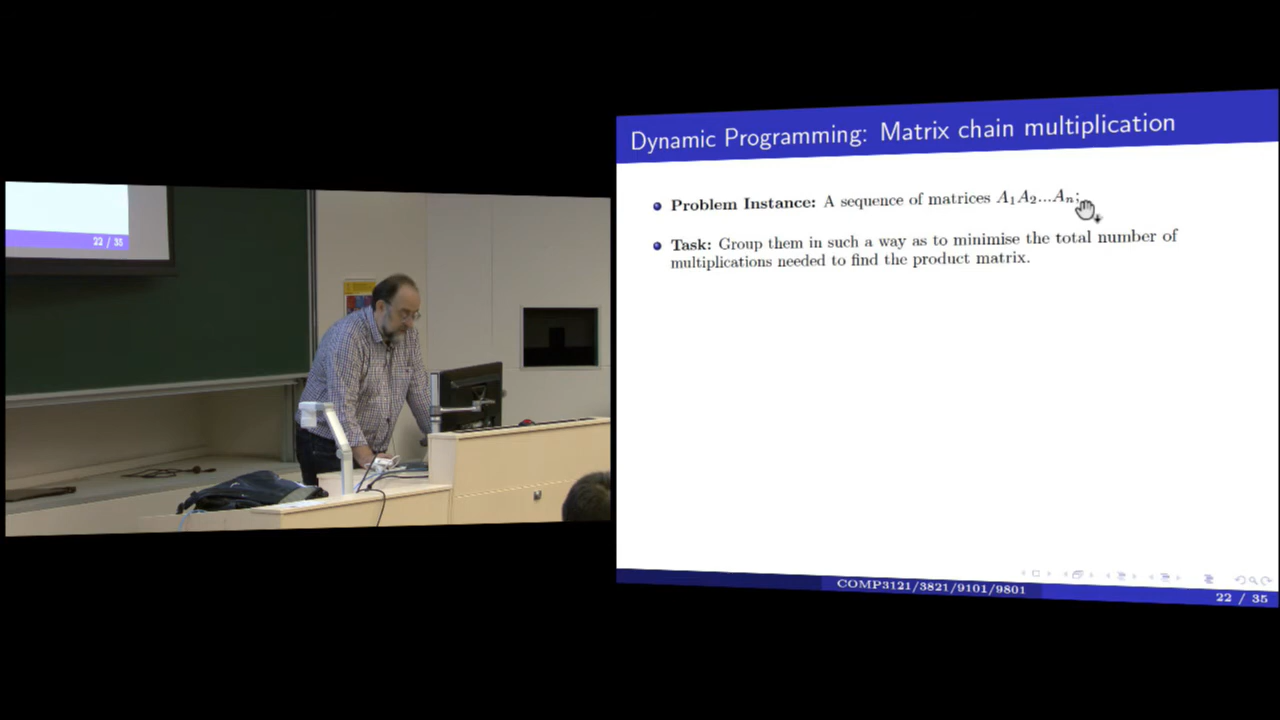 22 / 35
Dynamic Programming: Matrix chain multiplication
Problem Instance: A sequence of matrices A₁A₂...Aₙ;
Task: Group them in such a way as to minimise the total number of
multiplications needed to find the product matrix.
COMP3121/3821/9101/9801
22 / 35